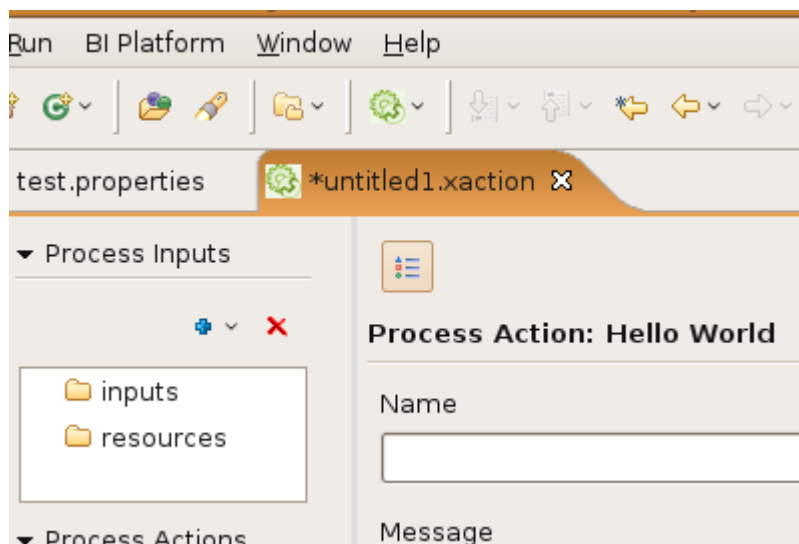 Run BI Platform Window Help
test.properties *untitled1.xaction
Process Inputs
Process Action: Hello World
inputs
Name
resources
Message
Process Actions